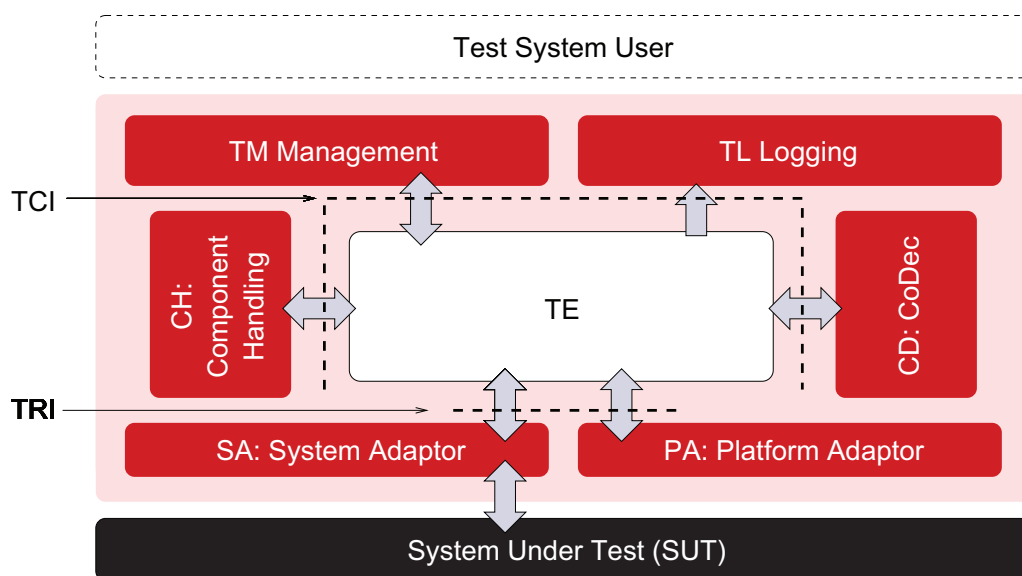 Test System User
TM Management
TL Logging
TCI
CH:
Component
Handling
TE
CD: CoDec
TRI
SA: System Adaptor
PA: Platform Adaptor
System Under Test (SUT)